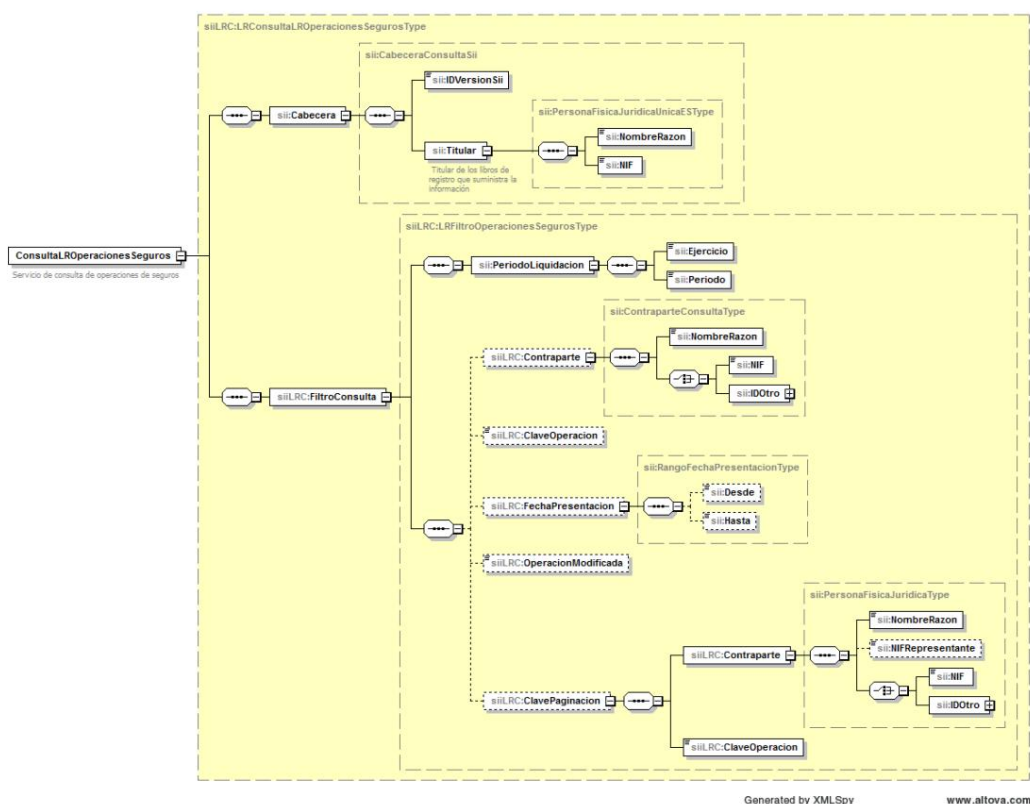 siiLRC:LRConsultaLROperacionesSegurosType
sii:CabeceraConsultaSii
sii:IDVersionSii
sii:Cabecera
sii:PersonaFisicaJuridicaUnicaESType
sii:NombreRazon
sii:Titular
sii:NIF
Titular de los libros de
registro que suministra la
información
siiLRC:LRFiltroOperacionesSegurosType
ConsultaLROperacionesSeguros
Servicio de consulta de operaciones de seguros
sii:Ejercicio
sii:PeriodoLiquidacion
sii:Periodo
sii:ContraparteConsultaType
sii:NombreRazon
siiLRC:Contraparte
sii:NIF
sii:IDOtro
siiLRC:FiltroConsulta
siiLRC:ClaveOperacion
sii:RangoFechaPresentacionType
sii:Desde
siiLRC:FechaPresentacion
sii:Hasta
siiLRC:OperacionModificada
sii:PersonaFisicaJuridicaType
sii:NombreRazon
siiLRC:Contraparte
sii:NIFRepresentante
sii:NIF
siiLRC:ClavePaginacion
sii:IDOtro
siiLRC:ClaveOperacion
Generated by XMLSpy www.altova.com